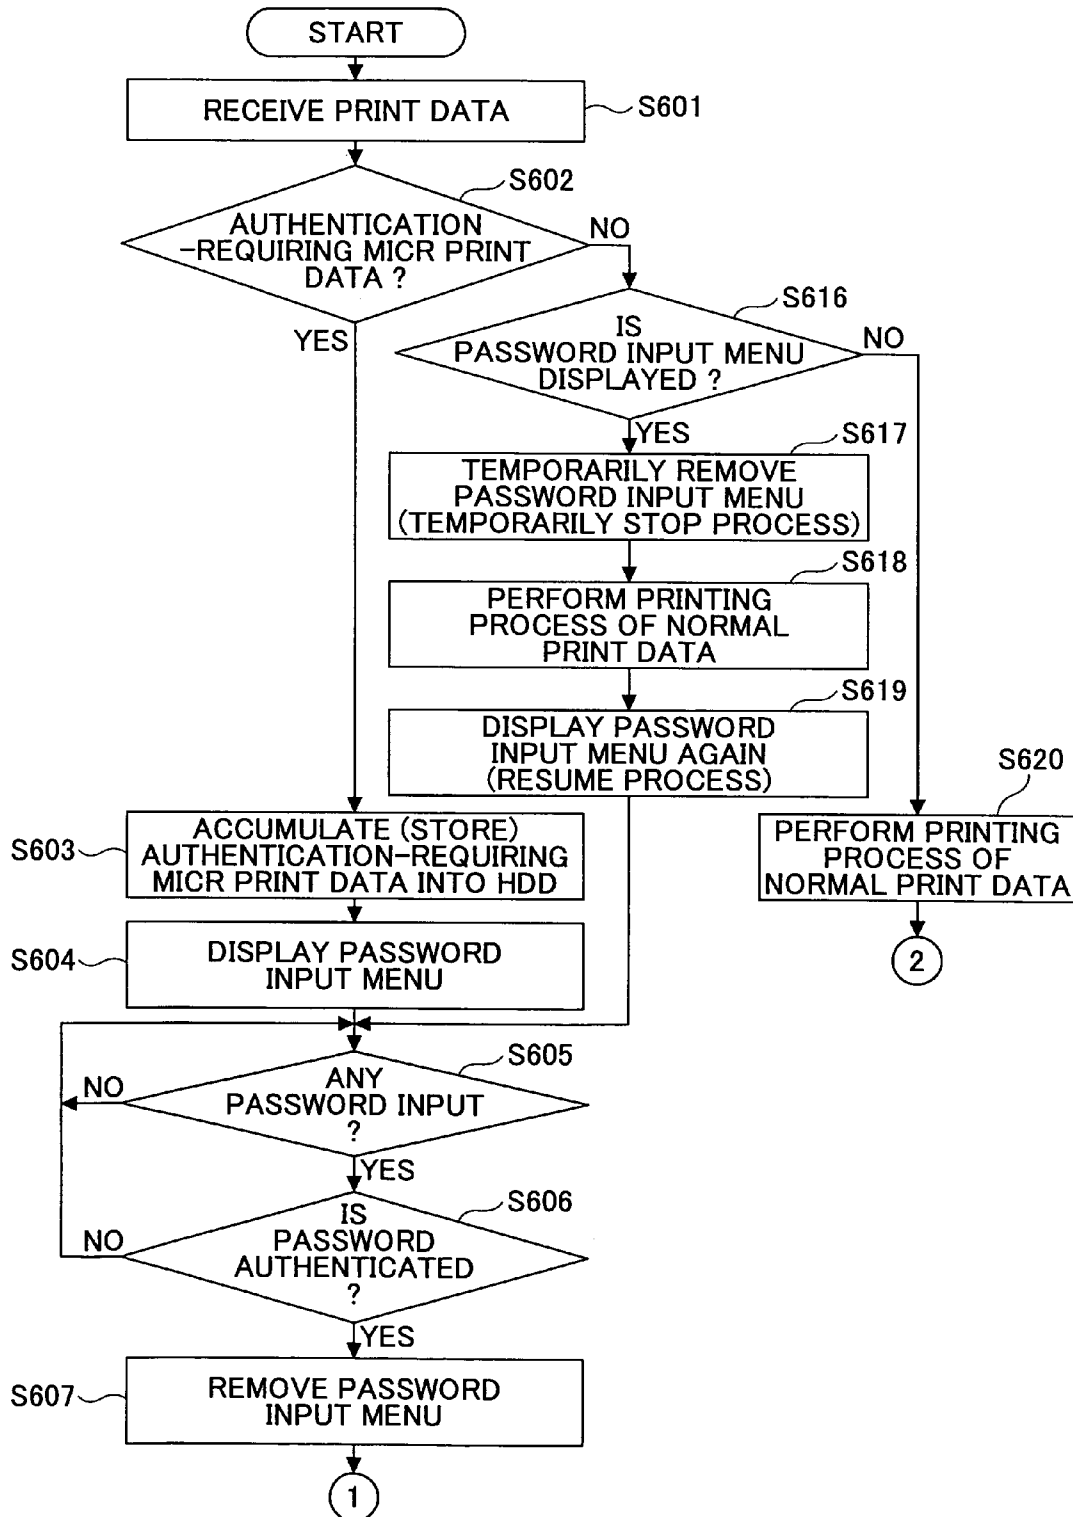 START
RECEIVE PRINT DATA
S601
S602
AUTHENTICATION
-REQUIRING MICR PRINT
DATA ?
NO
YES
S616
IS
PASSWORD INPUT MENU
DISPLAYED ?
NO
YES
S617
TEMPORARILY REMOVE
PASSWORD INPUT MENU
(TEMPORARILY STOP PROCESS)
S618
PERFORM PRINTING
PROCESS OF NORMAL
PRINT DATA
S619
DISPLAY PASSWORD
INPUT MENU AGAIN
(RESUME PROCESS)
S620
PERFORM PRINTING
PROCESS OF
NORMAL PRINT DATA
2
S603
ACCUMULATE (STORE)
AUTHENTICATION-REQUIRING
MICR PRINT DATA INTO HDD
S604
DISPLAY PASSWORD
INPUT MENU
S605
ANY
PASSWORD INPUT
?
NO
YES
S606
IS
PASSWORD
AUTHENTICATED
?
NO
YES
S607
REMOVE PASSWORD
INPUT MENU
1